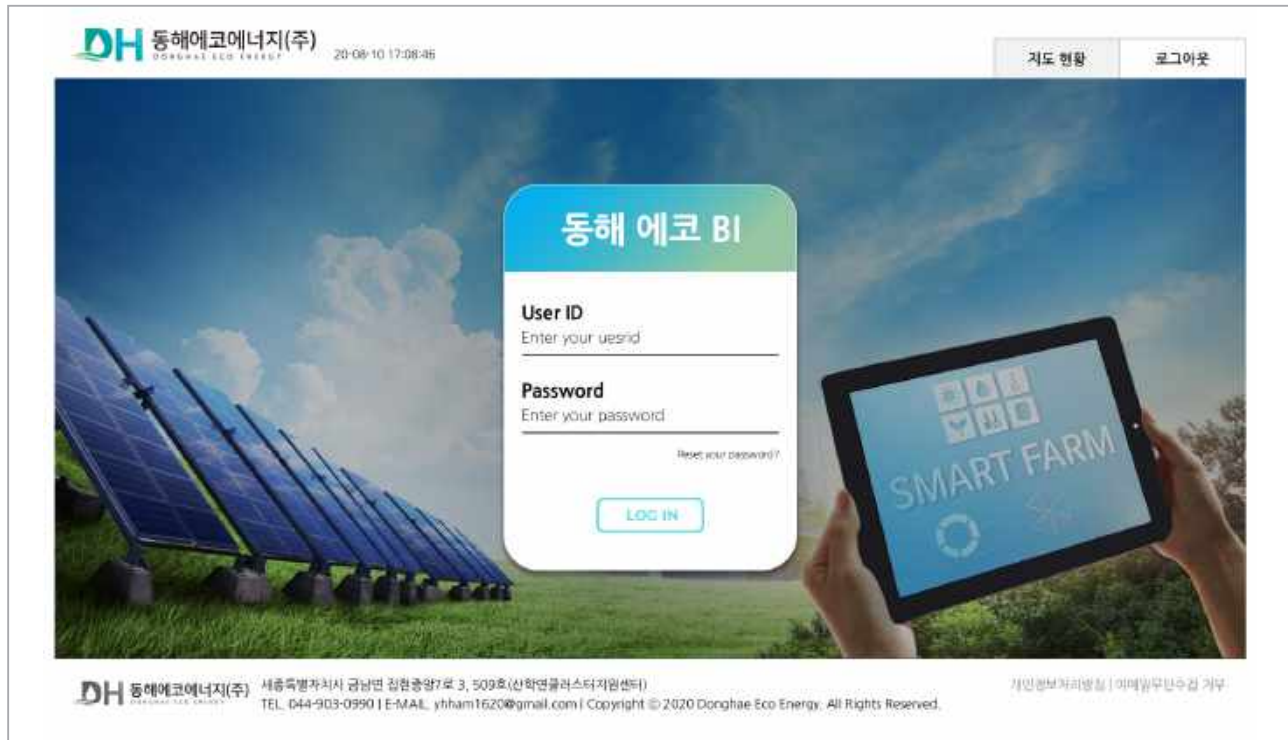 DH 동해에코에너지(주)
DONGHAE ECO ENERGY
20-08-10 17:08:46
지도 현황
로그아웃
동해 에코 BI
User ID
Enter your uesrid
Password
Enter your password
Reset your password?
LOG IN
SMART FARM
DH 동해에코에너지(주)
DONGHAE ECO ENERGY
세종특별자치시 금남면 집현중앙7로 3, 509호(산학연클러스터지원센터)
TEL. 044-903-0990 | E-MAIL. yhham1620@gmail.com | Copyright © 2020 Donghae Eco Energy. All Rights Reserved.
개인정보처리방침 | 이메일무단수집 거부